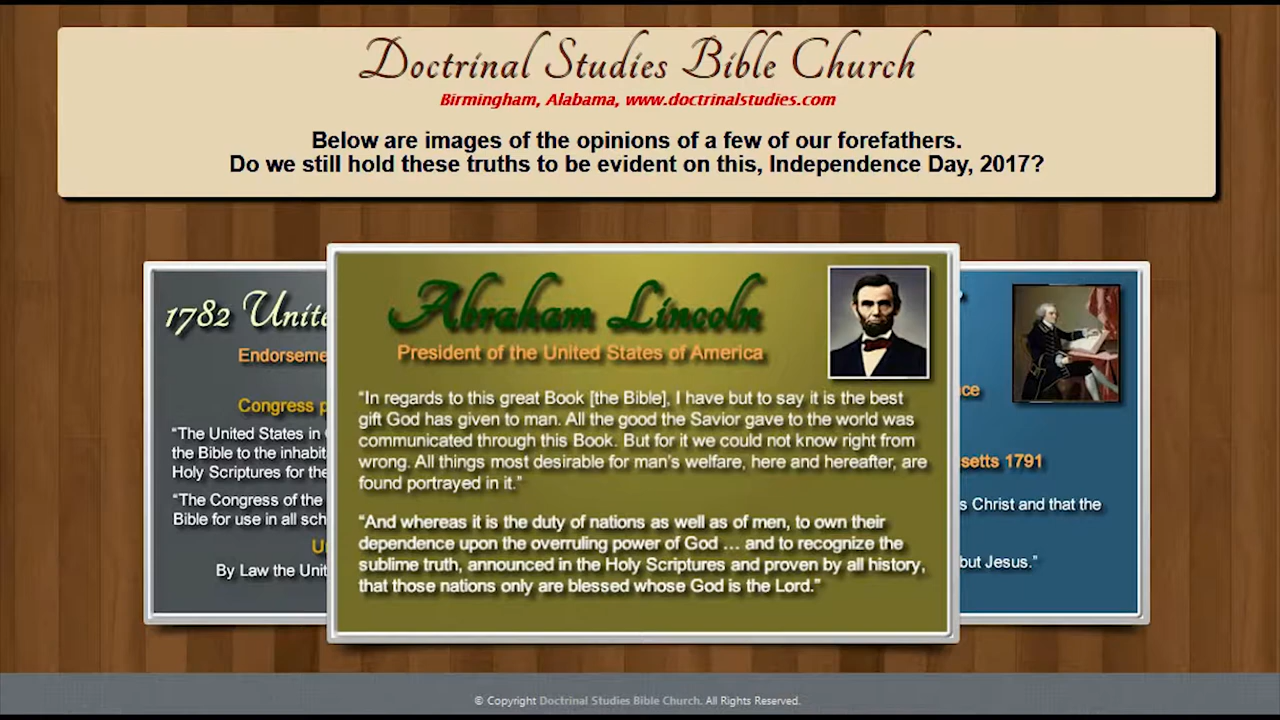 Doctrinal Studies Bible Church
Birmingham, Alabama, www.doctrinalstudies.com
Below are images of the opinions of a few of our forefathers.
Do we still hold these truths to be evident on this, Independence Day, 2017?
1782 Unite
Endorseme
Congress p
“The United States in
the Bible to the inhabit
Holy Scriptures for the
“The Congress of the
Bible for use in all sch
By Law the Unit
Abraham Lincoln
President of the United States of America
“In regards to this great Book [the Bible], I have but to say it is the best
gift God has given to man. All the good the Savior gave to the world was
communicated through this Book. But for it we could not know right from
wrong. All things most desirable for man’s welfare, here and hereafter, are
found portrayed in it.”
“And whereas it is the duty of nations as well as of men, to own their
dependence upon the overruling power of God … and to recognize the
sublime truth, announced in the Holy Scriptures and proven by all history,
that those nations only are blessed whose God is the Lord.”
ce
setts 1791
s Christ and that the
but Jesus.”
© Copyright Doctrinal Studies Bible Church. All Rights Reserved.